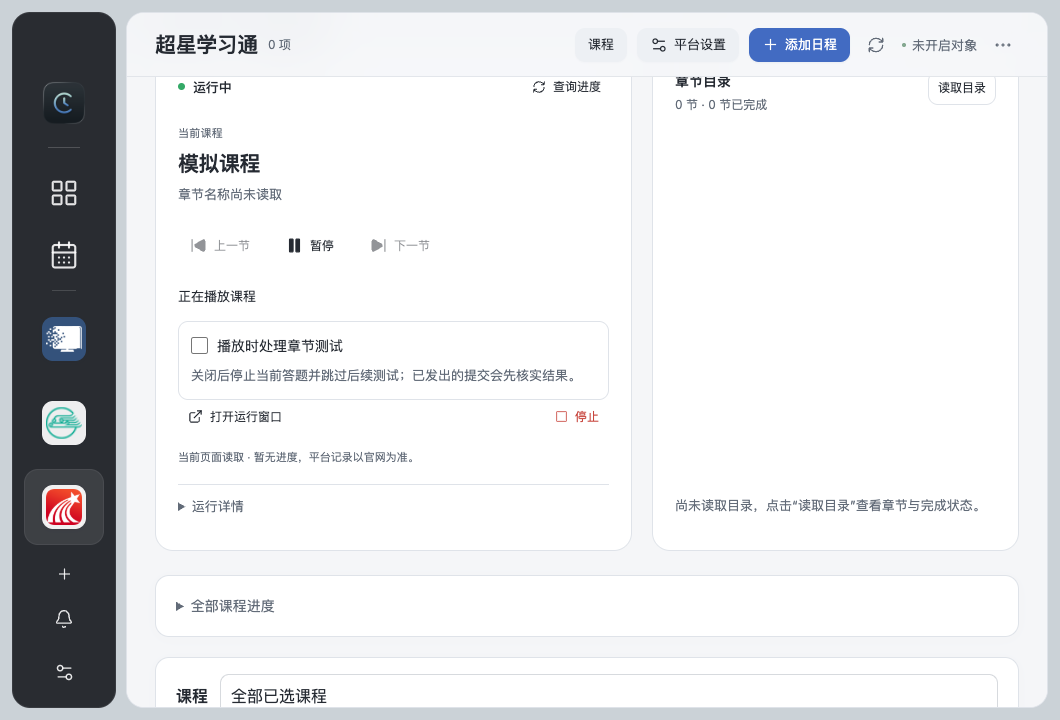 超星学习通 0 项
课程 平台设置 添加日程 未开启对象
运行中 查询进度
当前课程
模拟课程
章节名称尚未读取
上一节 暂停 下一节
正在播放课程
播放时处理章节测试
关闭后停止当前答题并跳过后续测试；已发出的提交会先核实结果。
打开运行窗口 停止
当前页面读取 · 暂无进度，平台记录以官网为准。
运行详情
章节目录 读取目录
0 节 · 0 节已完成
尚未读取目录，点击“读取目录”查看章节与完成状态。
全部课程进度
课程 全部已选课程